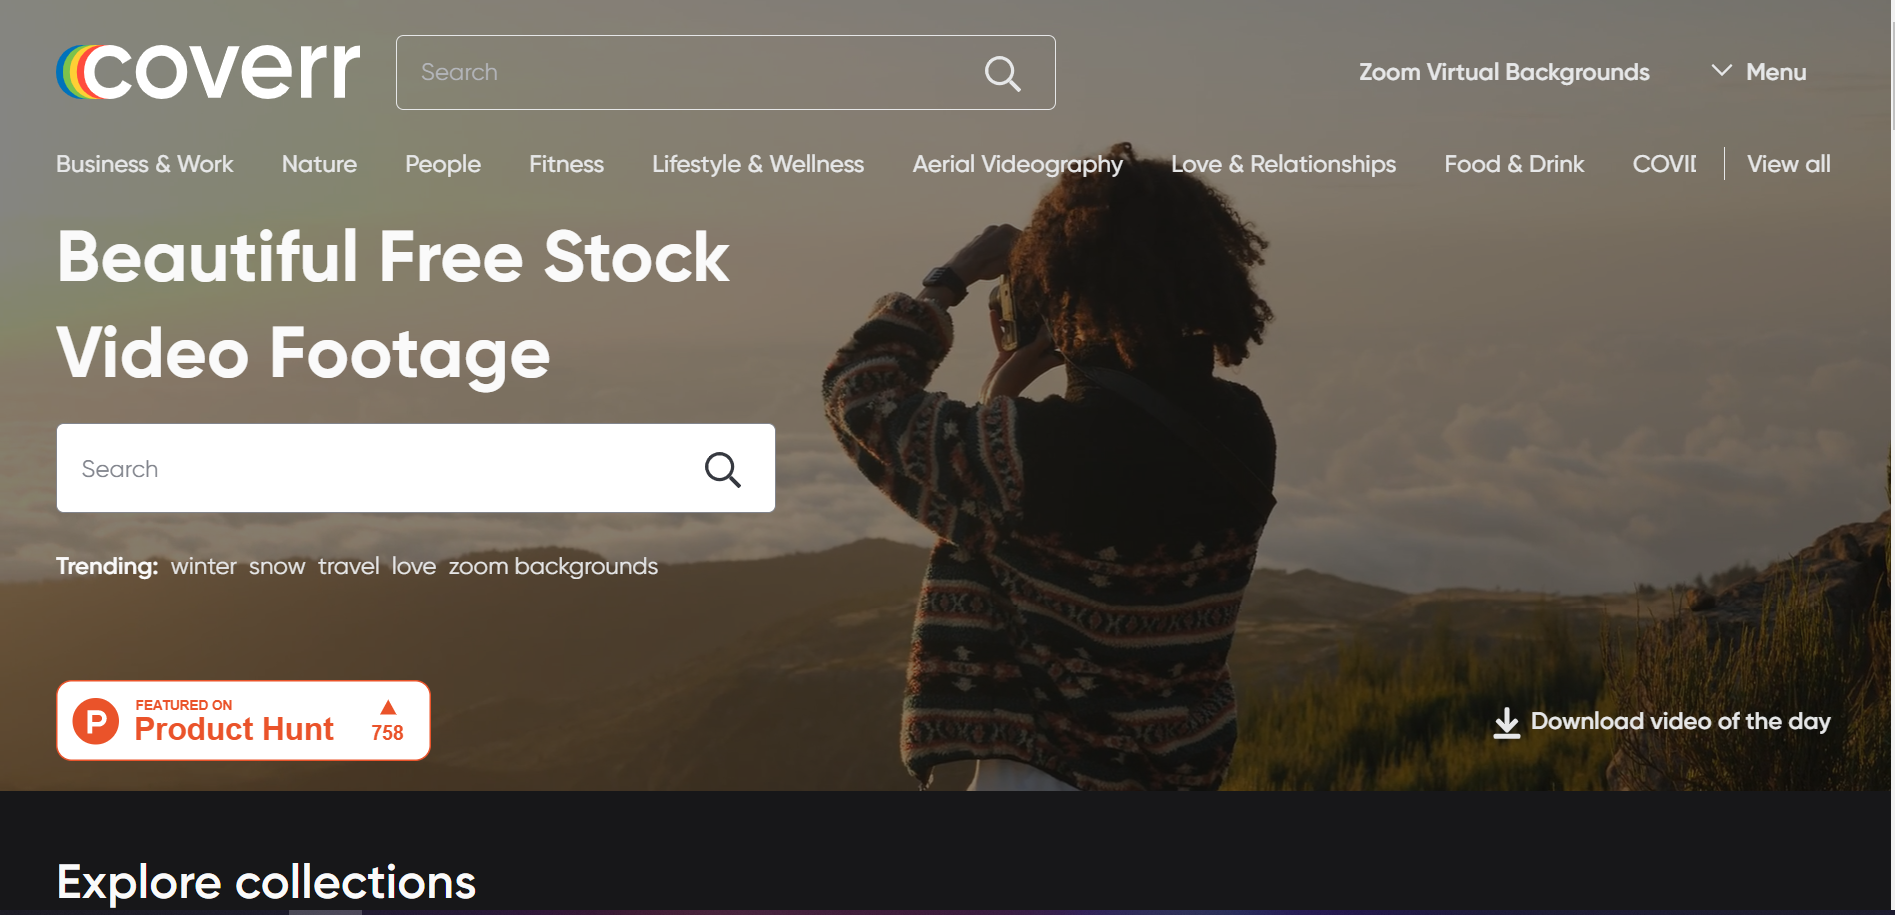 coverr
Search
Zoom Virtual Backgrounds
Menu
Business & Work
Nature
People
Fitness
Lifestyle & Wellness
Aerial Videography
Love & Relationships
Food & Drink
COVI
View all
Beautiful Free Stock
Video Footage
Search
Trending: winter snow travel love zoom backgrounds
P
FEATURED ON
Product Hunt
758
Download video of the day
Explore collections